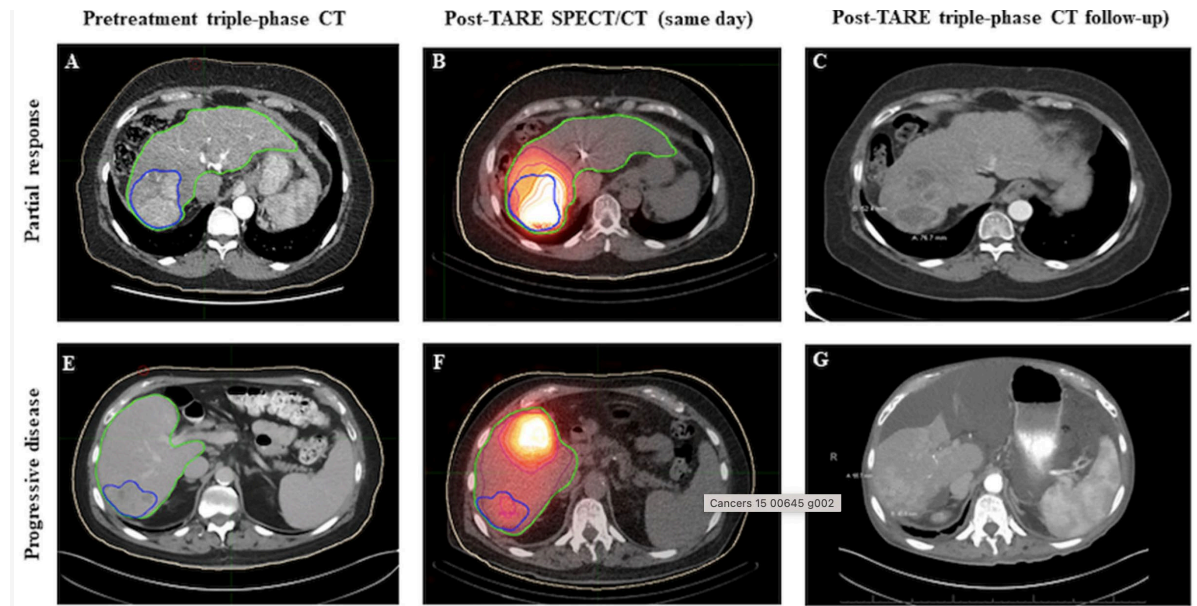 Pretreatment triple-phase CT
Post-TARE SPECT/CT (same day)
Post-TARE triple-phase CT follow-up)
Partial response
A
B
C
A: 76.7 mm
Progressive disease
E
F
G
R
Cancers 15 00645 g002